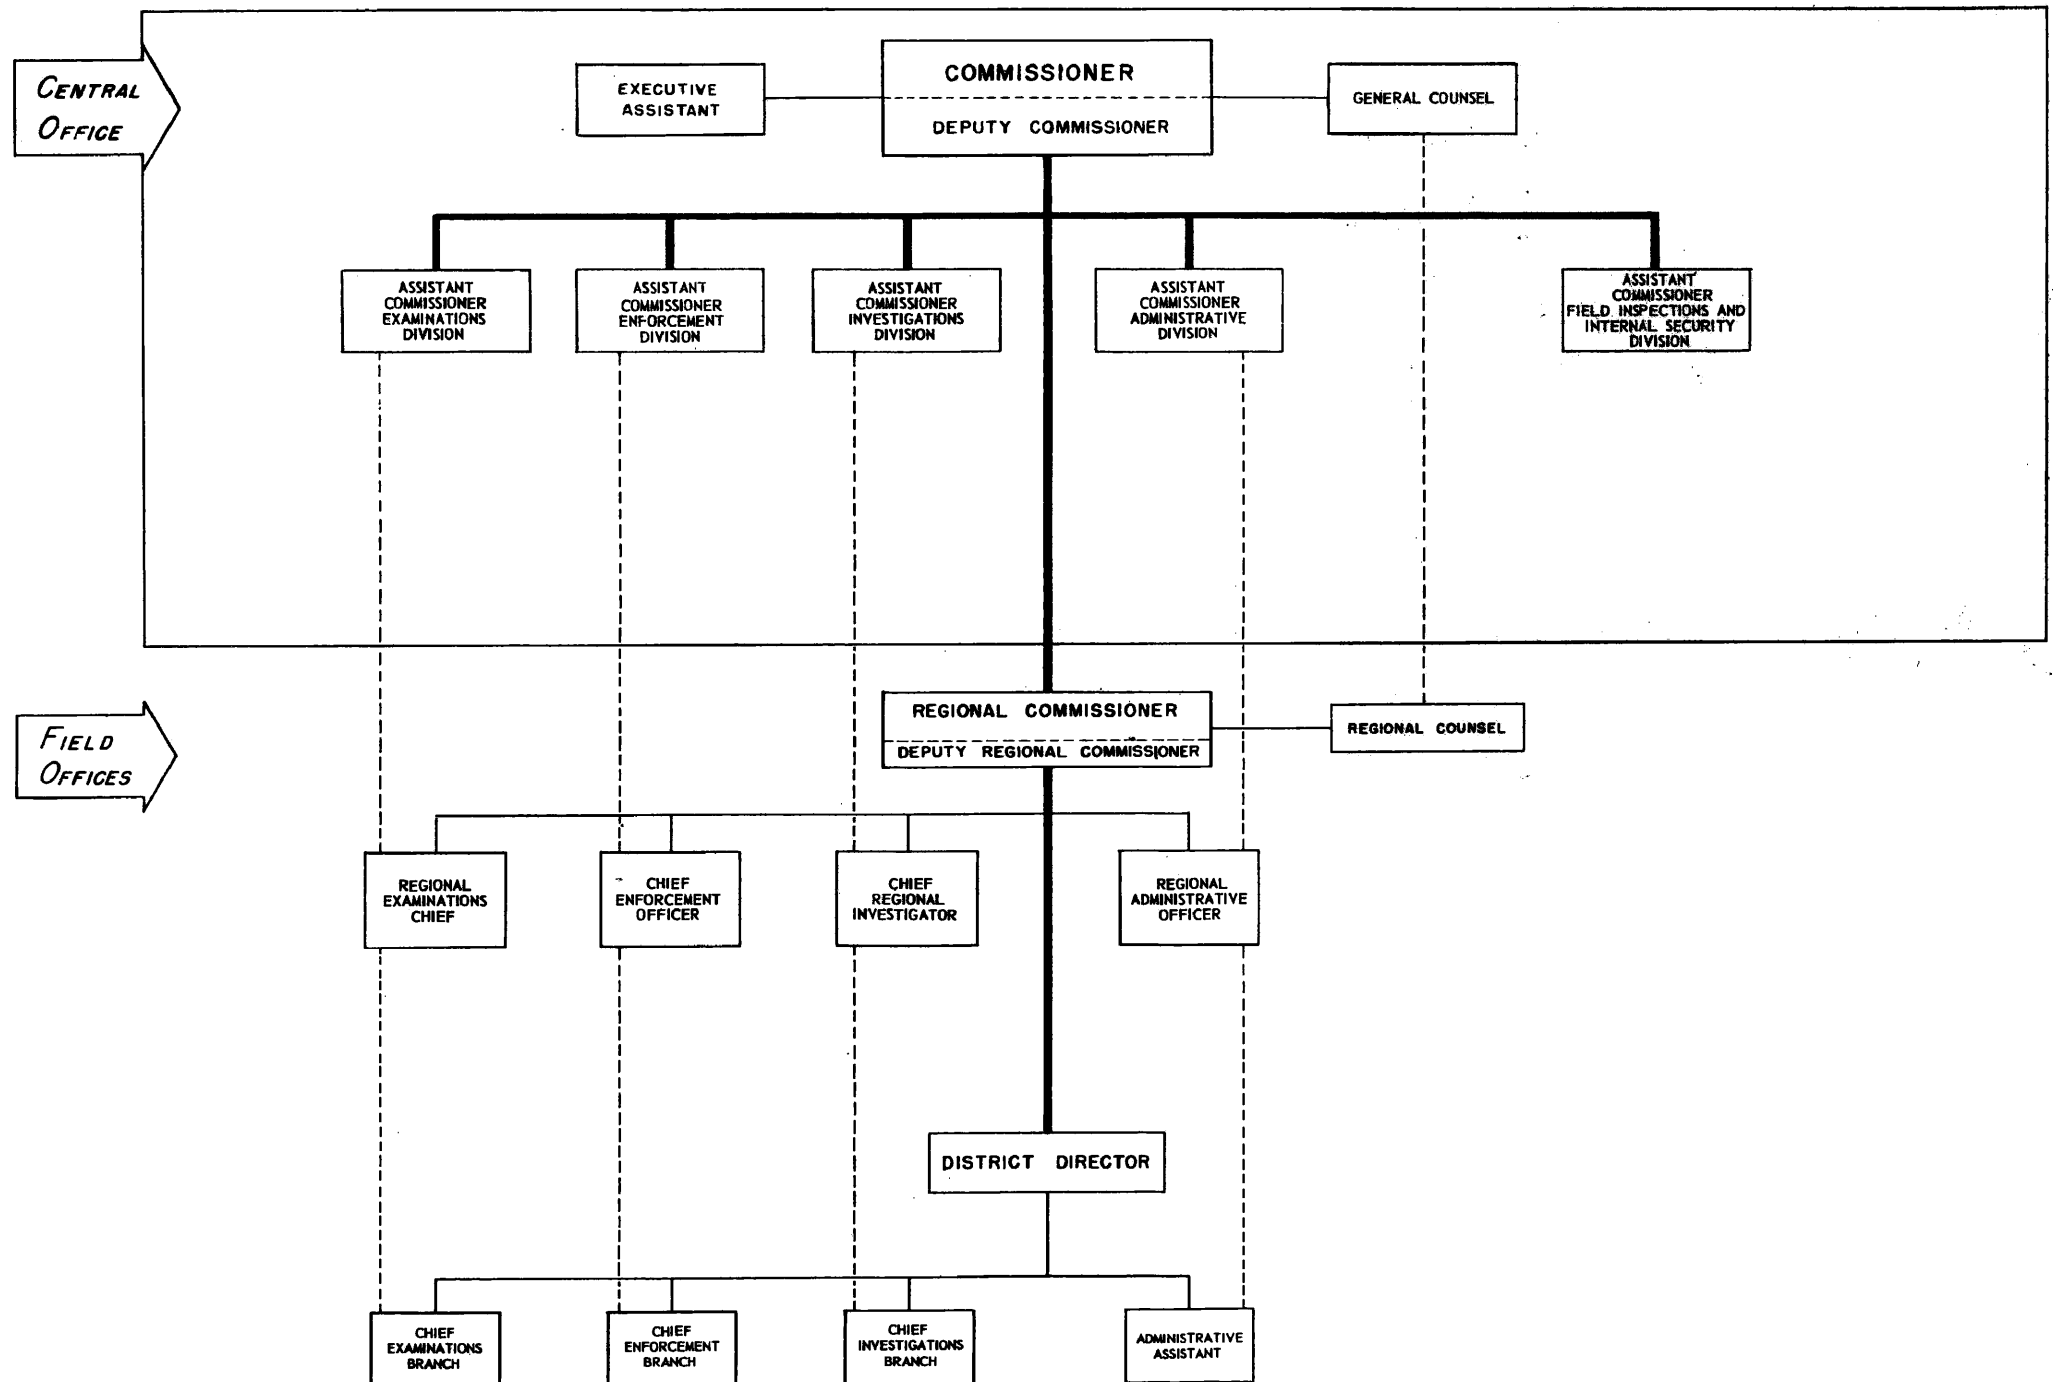 CENTRAL
OFFICE
EXECUTIVE
ASSISTANT
COMMISSIONER
DEPUTY COMMISSIONER
GENERAL COUNSEL
ASSISTANT
COMMISSIONER
EXAMINATIONS
DIVISION
ASSISTANT
COMMISSIONER
ENFORCEMENT
DIVISION
ASSISTANT
COMMISSIONER
INVESTIGATIONS
DIVISION
ASSISTANT
COMMISSIONER
ADMINISTRATIVE
DIVISION
ASSISTANT
COMMISSIONER
FIELD INSPECTIONS AND
INTERNAL SECURITY
DIVISION
FIELD
OFFICES
REGIONAL COMMISSIONER
DEPUTY REGIONAL COMMISSIONER
REGIONAL COUNSEL
REGIONAL
EXAMINATIONS
CHIEF
CHIEF
ENFORCEMENT
OFFICER
CHIEF
REGIONAL
INVESTIGATOR
REGIONAL
ADMINISTRATIVE
OFFICER
DISTRICT DIRECTOR
CHIEF
EXAMINATIONS
BRANCH
CHIEF
ENFORCEMENT
BRANCH
CHIEF
INVESTIGATIONS
BRANCH
ADMINISTRATIVE
ASSISTANT